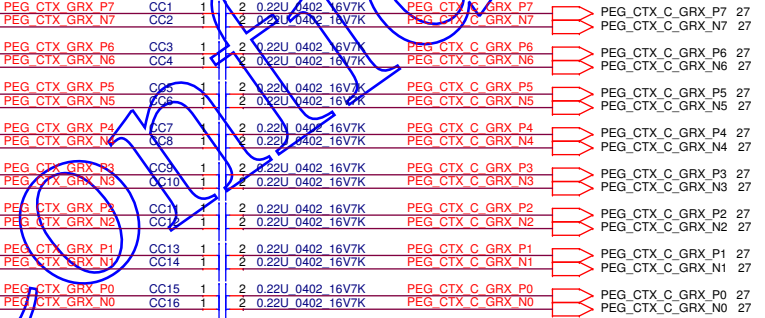 PEG_CTX_GRX_P7 CC1 1 2 0.22U_0402_16V7K PEG_CTX_C_GRX_P7 PEG_CTX_C_GRX_P7 27
PEG_CTX_GRX_N7 CC2 1 2 0.22U_0402_16V7K PEG_CTX_C_GRX_N7 PEG_CTX_C_GRX_N7 27
PEG_CTX_GRX_P6 CC3 1 2 0.22U_0402_16V7K PEG_CTX_C_GRX_P6 PEG_CTX_C_GRX_P6 27
PEG_CTX_GRX_N6 CC4 1 2 0.22U_0402_16V7K PEG_CTX_C_GRX_N6 PEG_CTX_C_GRX_N6 27
PEG_CTX_GRX_P5 CC5 1 2 0.22U_0402_16V7K PEG_CTX_C_GRX_P5 PEG_CTX_C_GRX_P5 27
PEG_CTX_GRX_N5 CC6 1 2 0.22U_0402_16V7K PEG_CTX_C_GRX_N5 PEG_CTX_C_GRX_N5 27
PEG_CTX_GRX_P4 CC7 1 2 0.22U_0402_16V7K PEG_CTX_C_GRX_P4 PEG_CTX_C_GRX_P4 27
PEG_CTX_GRX_N4 CC8 1 2 0.22U_0402_16V7K PEG_CTX_C_GRX_N4 PEG_CTX_C_GRX_N4 27
PEG_CTX_GRX_P3 CC9 1 2 0.22U_0402_16V7K PEG_CTX_C_GRX_P3 PEG_CTX_C_GRX_P3 27
PEG_CTX_GRX_N3 CC10 1 2 0.22U_0402_16V7K PEG_CTX_C_GRX_N3 PEG_CTX_C_GRX_N3 27
PEG_CTX_GRX_P2 CC11 1 2 0.22U_0402_16V7K PEG_CTX_C_GRX_P2 PEG_CTX_C_GRX_P2 27
PEG_CTX_GRX_N2 CC12 1 2 0.22U_0402_16V7K PEG_CTX_C_GRX_N2 PEG_CTX_C_GRX_N2 27
PEG_CTX_GRX_P1 CC13 1 2 0.22U_0402_16V7K PEG_CTX_C_GRX_P1 PEG_CTX_C_GRX_P1 27
PEG_CTX_GRX_N1 CC14 1 2 0.22U_0402_16V7K PEG_CTX_C_GRX_N1 PEG_CTX_C_GRX_N1 27
PEG_CTX_GRX_P0 CC15 1 2 0.22U_0402_16V7K PEG_CTX_C_GRX_P0 PEG_CTX_C_GRX_P0 27
PEG_CTX_GRX_N0 CC16 1 2 0.22U_0402_16V7K PEG_CTX_C_GRX_N0 PEG_CTX_C_GRX_N0 27